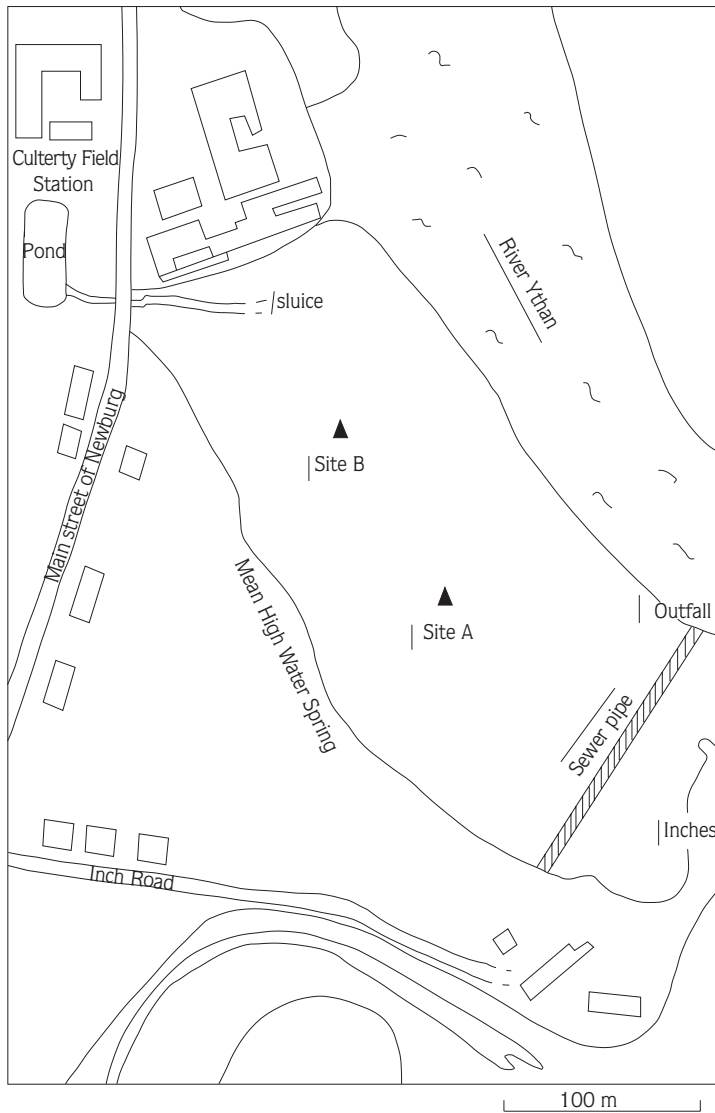 Culterty Field
Station
Pond
sluice
River Ythan
Main street of Newburg
Site B
Mean High Water Spring
Site A
Outfall
Sewer pipe
Inches
Inch Road
100 m